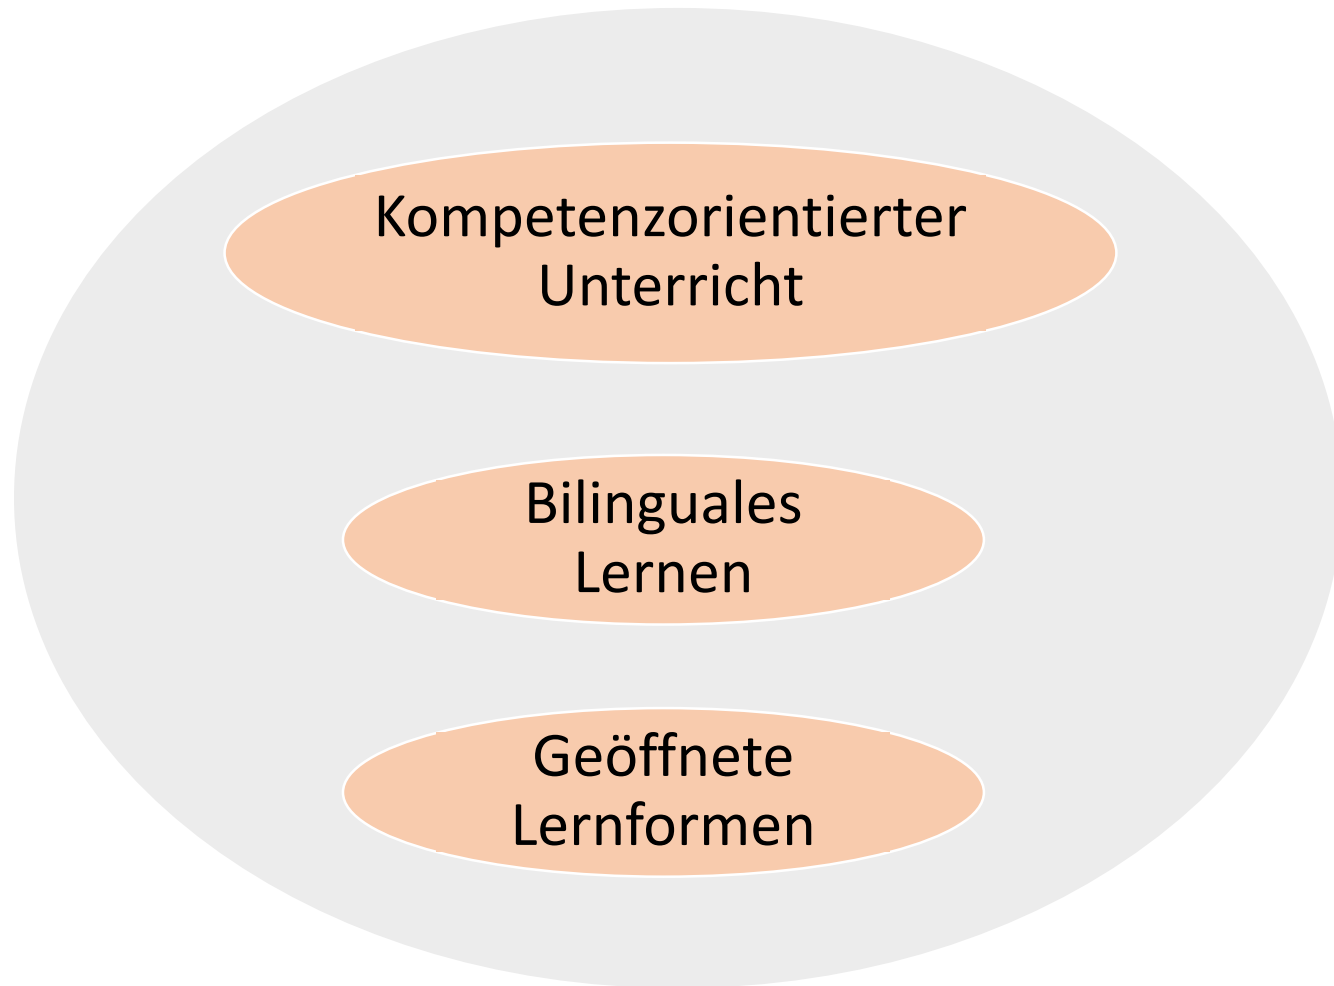 Kompetenzorientierter
Unterricht
Bilinguales
Lernen
Geöffnete
Lernformen